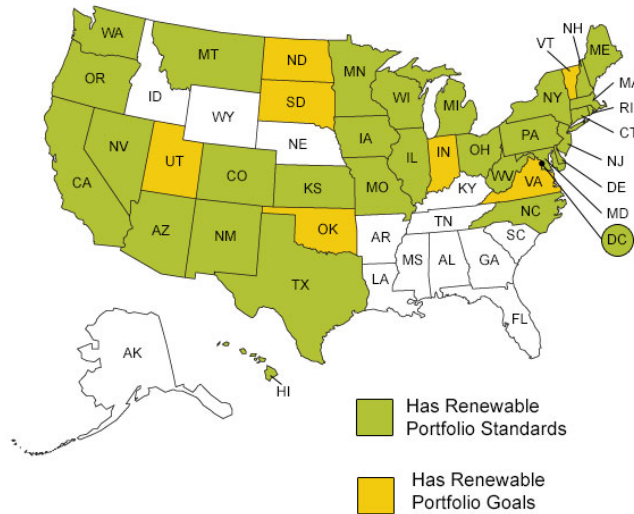 NH
WA
VT
ME
MT
ND
MN
OR
MA
ID
SD
WI
NY
WY
MI
RI
CT
IA
PA
NE
NV
NJ
UT
IL
IN
OH
CO
DE
CA
WV
KS
MO
VA
KY
MD
NC
TN
DC
AZ
NM
OK
AR
SC
MS
AL
GA
TX
LA
FL
AK
HI
Has Renewable
Portfolio Standards
Has Renewable
Portfolio Goals